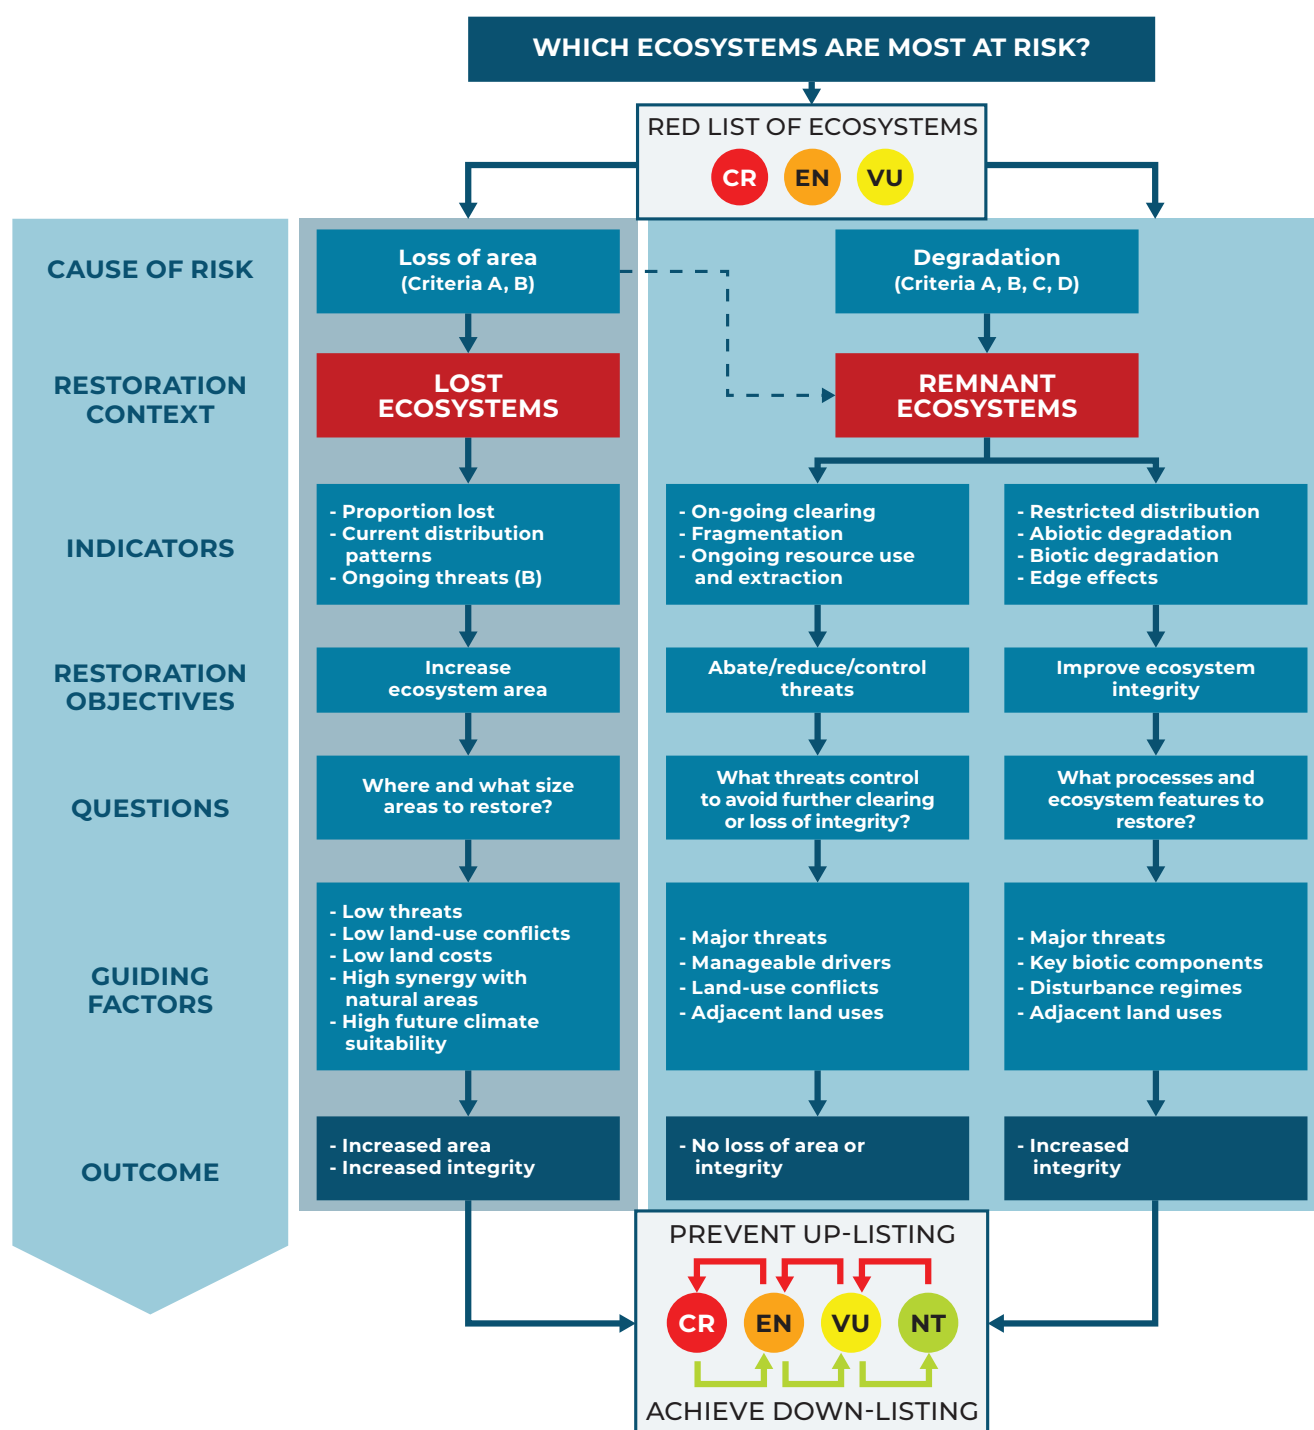 WHICH ECOSYSTEMS ARE MOST AT RISK?
RED LIST OF ECOSYSTEMS
CR EN VU
CAUSE OF RISK
Loss of area
(Criteria A, B)
Degradation
(Criteria A, B, C, D)
RESTORATION
CONTEXT
LOST
ECOSYSTEMS
REMNANT
ECOSYSTEMS
INDICATORS
- Proportion lost
- Current distribution
patterns
- Ongoing threats (B)
- On-going clearing
- Fragmentation
- Ongoing resource use
and extraction
- Restricted distribution
- Abiotic degradation
- Biotic degradation
- Edge effects
RESTORATION
OBJECTIVES
Increase
ecosystem area
Abate/reduce/control
threats
Improve ecosystem
integrity
QUESTIONS
Where and what size
areas to restore?
What threats control
to avoid further clearing
or loss of integrity?
What processes and
ecosystem features to
restore?
GUIDING
FACTORS
- Low threats
- Low land-use conflicts
- Low land costs
- High synergy with
natural areas
- High future climate
suitability
- Major threats
- Manageable drivers
- Land-use conflicts
- Adjacent land uses
- Major threats
- Key biotic components
- Disturbance regimes
- Adjacent land uses
OUTCOME
- Increased area
- Increased integrity
- No loss of area or
integrity
- Increased
integrity
PREVENT UP-LISTING
CR EN VU NT
ACHIEVE DOWN-LISTING